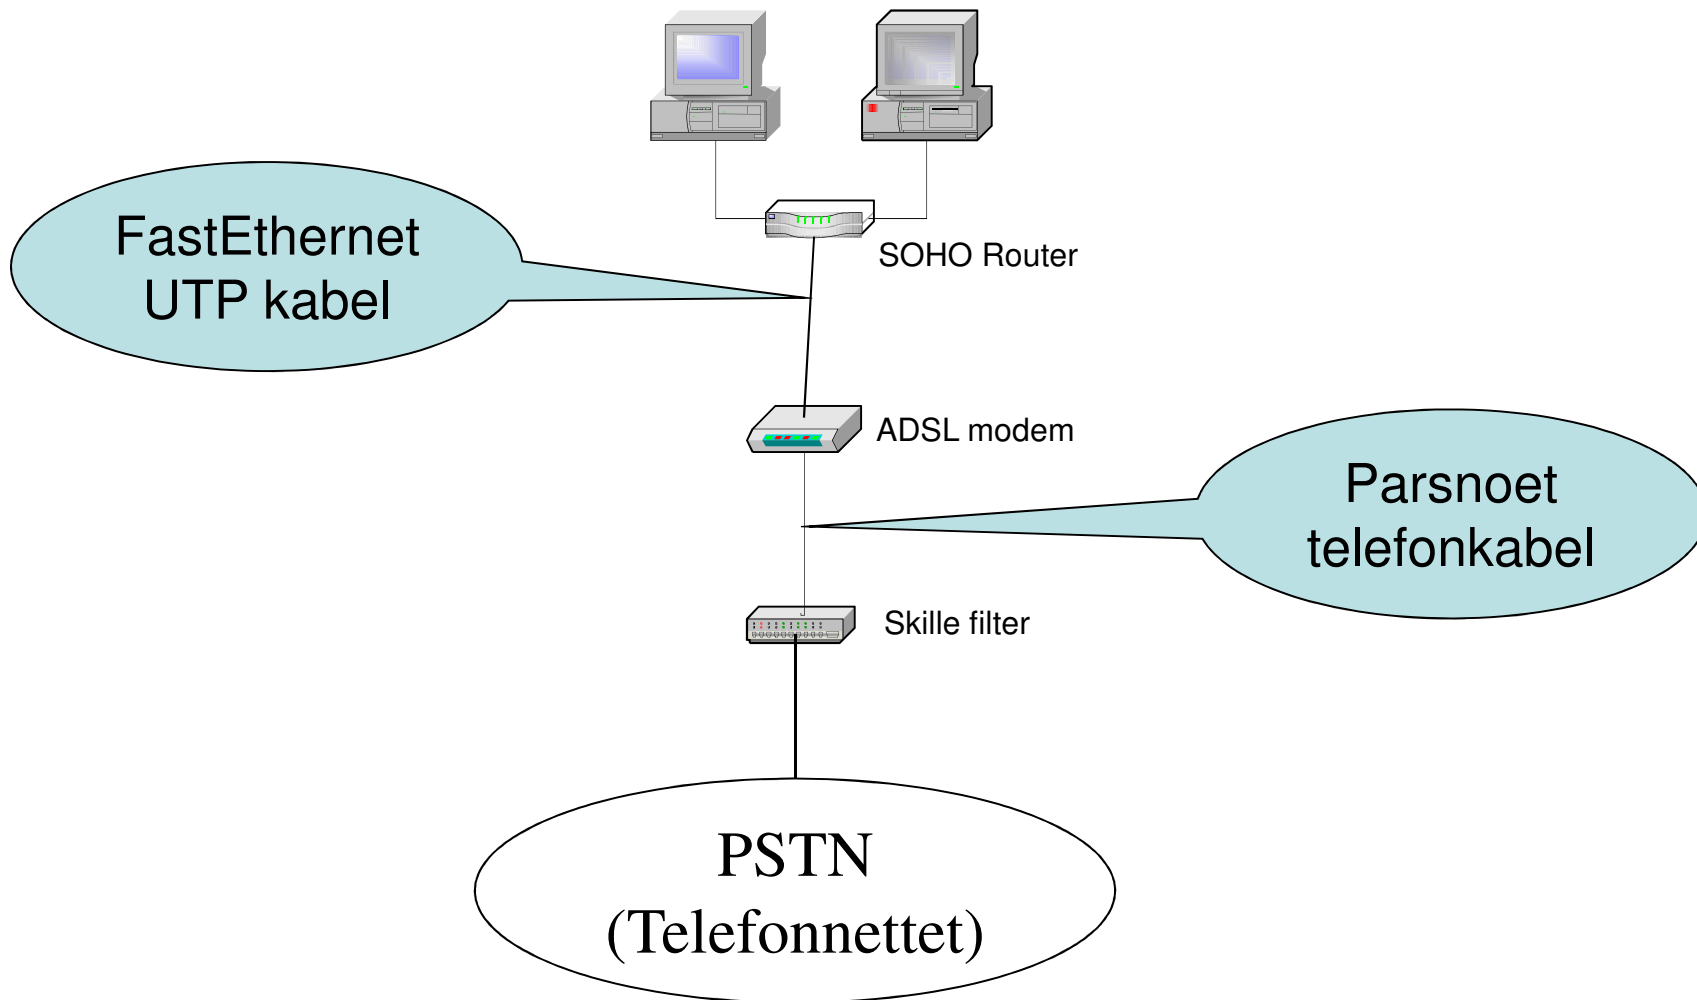 FastEthernet
UTP kabel
SOHO Router
ADSL modem
Parsnoet
telefonkabel
Skille filter
PSTN
(Telefonnettet)